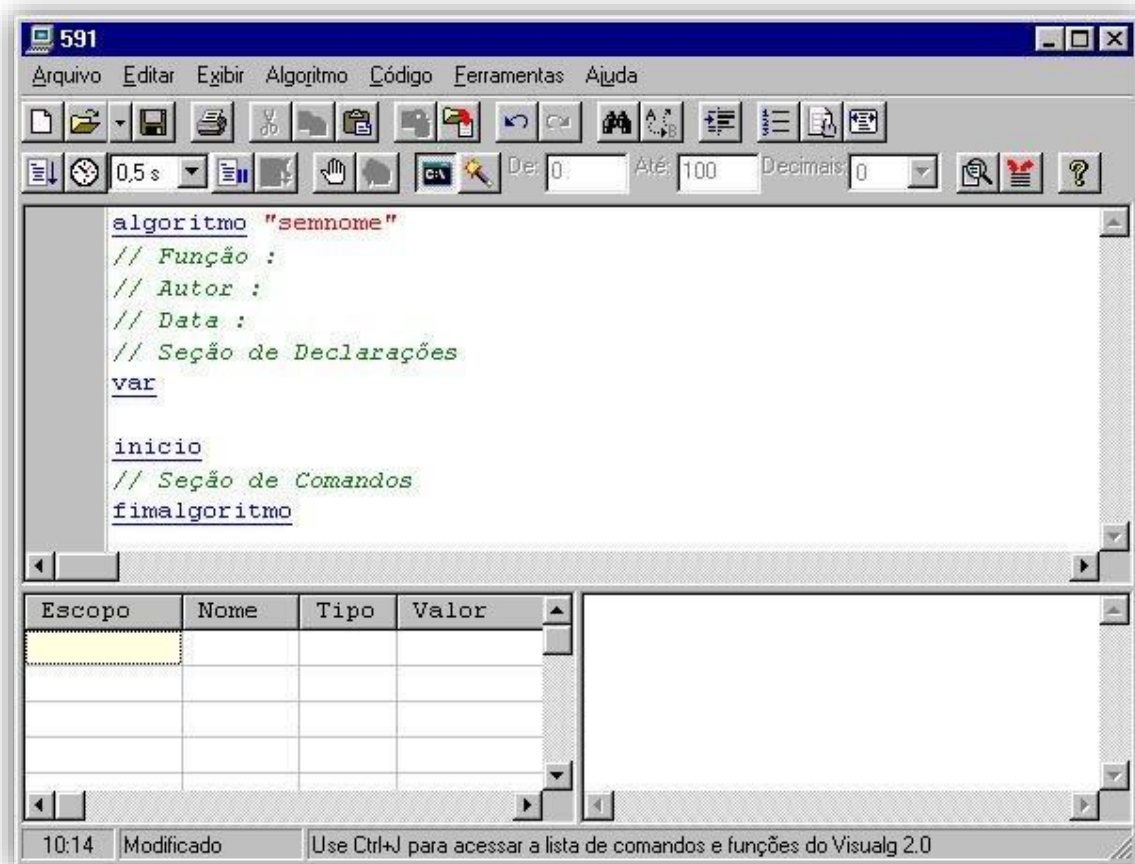 591
Arquivo Editar Exibir Algoritmo Código Ferramentas Ajuda
0,5 s De: 0 Até: 100 Decimais: 0
algoritmo "semnome"
// Função :
// Autor :
// Data :
// Seção de Declarações
var
inicio
// Seção de Comandos
fimalgoritmo
Escopo Nome Tipo Valor
10:14 Modificado Use Ctrl+J para acessar a lista de comandos e funções do Visualg 2.0